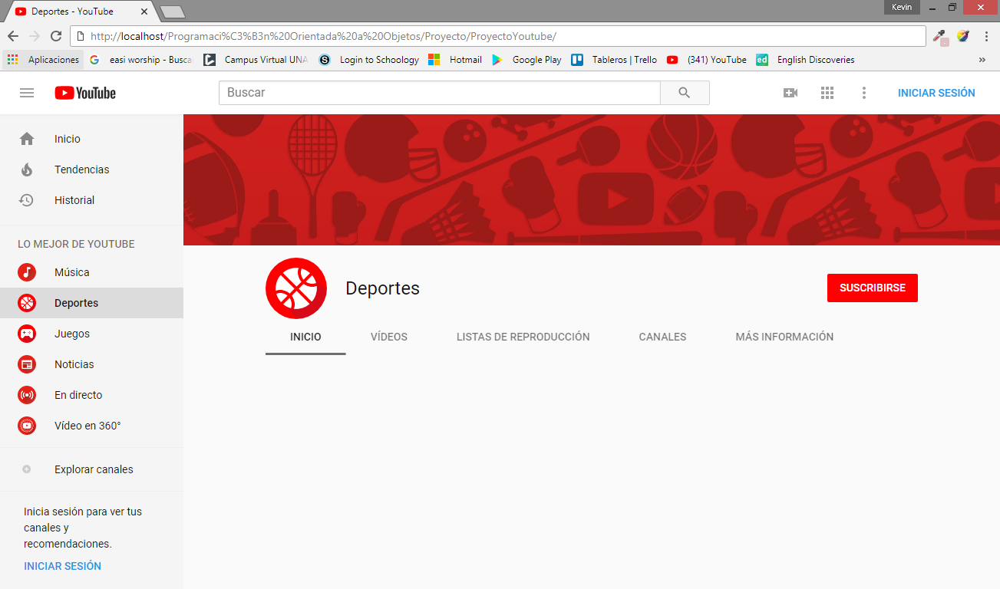 Deportes - YouTube
Kevin
http://localhost/Programaci%C3%B3n%20Orientada%20a%20Objetos/Proyecto/ProyectoYoutube/
Aplicaciones easi worship - Busca Campus Virtual UNA Login to Schoology Hotmail Google Play Tableros | Trello (341) YouTube English Discoveries »
YouTube
Buscar
INICIAR SESIÓN
Inicio
Tendencias
Historial
LO MEJOR DE YOUTUBE
Música
Deportes
Juegos
Noticias
En directo
Vídeo en 360°
Explorar canales
Inicia sesión para ver tus
canales y
recomendaciones.
INICIAR SESIÓN
Deportes
SUSCRIBIRSE
INICIO VÍDEOS LISTAS DE REPRODUCCIÓN CANALES MÁS INFORMACIÓN